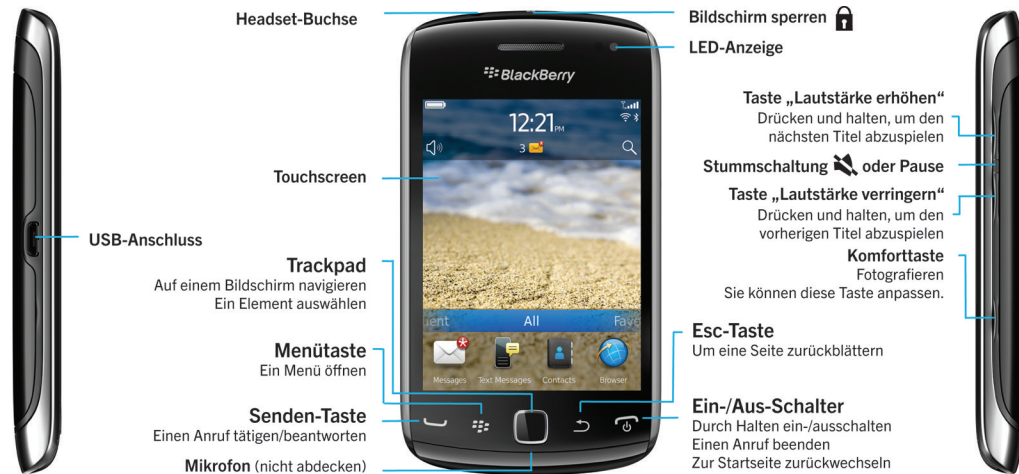 Headset-Buchse
Bildschirm sperren
LED-Anzeige
BlackBerry
12:21 PM
3
Touchscreen
USB-Anschluss
Trackpad
Auf einem Bildschirm navigieren
Ein Element auswählen
Menütaste
Ein Menü öffnen
Senden-Taste
Einen Anruf tätigen/beantworten
Mikrofon (nicht abdecken)
ent All Favo
Messages Text Messages Contacts Browser
Taste „Lautstärke erhöhen“
Drücken und halten, um den
nächsten Titel abzuspielen
Stummschaltung oder Pause
Taste „Lautstärke verringern“
Drücken und halten, um den
vorherigen Titel abzuspielen
Komforttaste
Fotografieren
Sie können diese Taste anpassen.
Esc-Taste
Um eine Seite zurückblättern
Ein-/Aus-Schalter
Durch Halten ein-/ausschalten
Einen Anruf beenden
Zur Startseite zurückwechseln